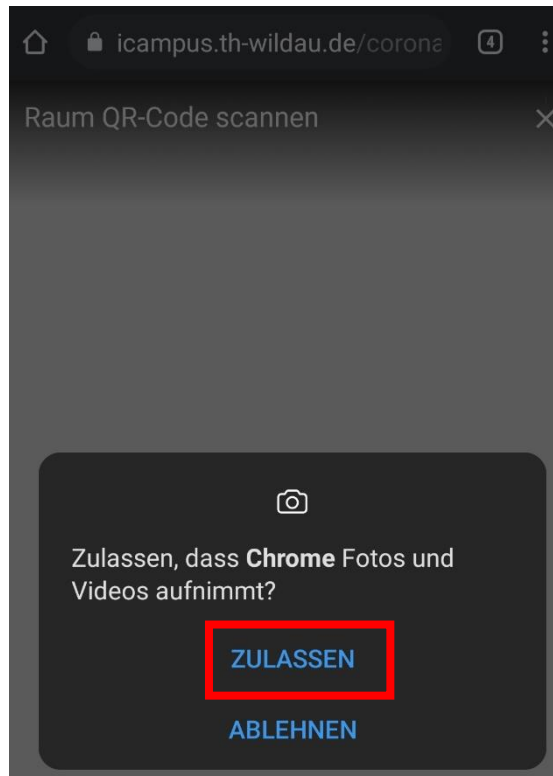 icampus.th-wildau.de/corona
4
Raum QR-Code scannen
Zulassen, dass Chrome Fotos und
Videos aufnimmt?
ZULASSEN
ABLEHNEN